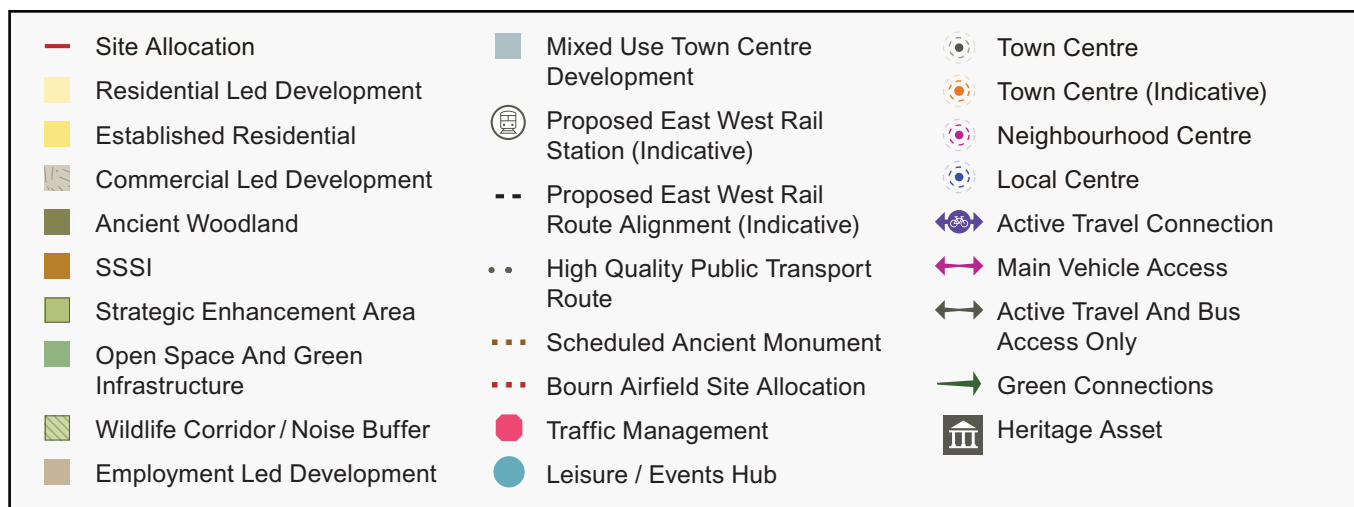 Site Allocation
Residential Led Development
Established Residential
Commercial Led Development
Ancient Woodland
SSSI
Strategic Enhancement Area
Open Space And Green
Infrastructure
Wildlife Corridor / Noise Buffer
Employment Led Development
Mixed Use Town Centre
Development
Proposed East West Rail
Station (Indicative)
Proposed East West Rail
Route Alignment (Indicative)
High Quality Public Transport
Route
Scheduled Ancient Monument
Bourn Airfield Site Allocation
Traffic Management
Leisure / Events Hub
Town Centre
Town Centre (Indicative)
Neighbourhood Centre
Local Centre
Active Travel Connection
Main Vehicle Access
Active Travel And Bus
Access Only
Green Connections
Heritage Asset